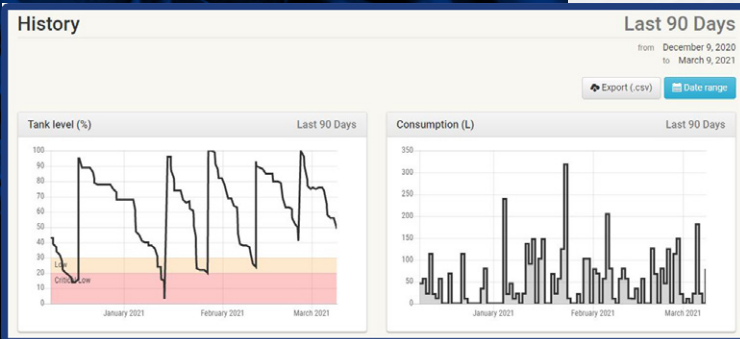 History
Last 90 Days
from December 9, 2020
to March 9, 2021
Export (.csv)
Date range
Tank level (%)
Last 90 Days
100
90
80
70
60
50
40
30
20
10
0
Low
Critical Low
January 2021
February 2021
March 2021
Consumption (L)
Last 90 Days
350
300
250
200
150
100
50
0
January 2021
February 2021
March 2021